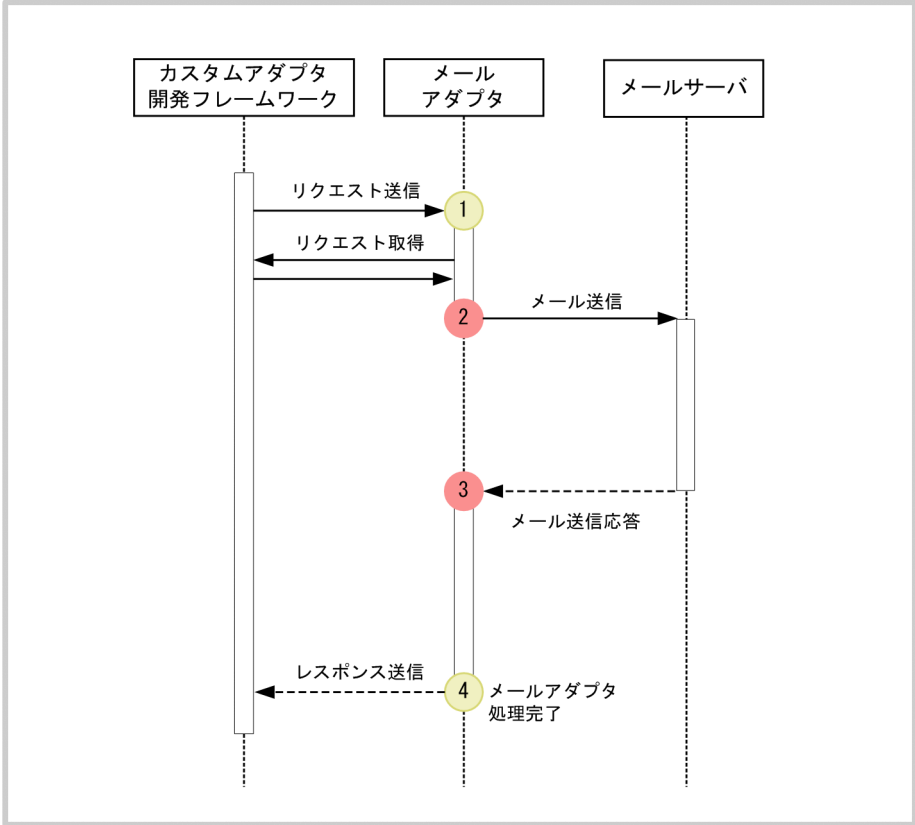 カスタムアダプタ
開発フレームワーク
メール
アダプタ
メールサーバ
リクエスト送信
1
リクエスト取得
2
メール送信
3
メール送信応答
レスポンス送信
4
メールアダプタ
処理完了